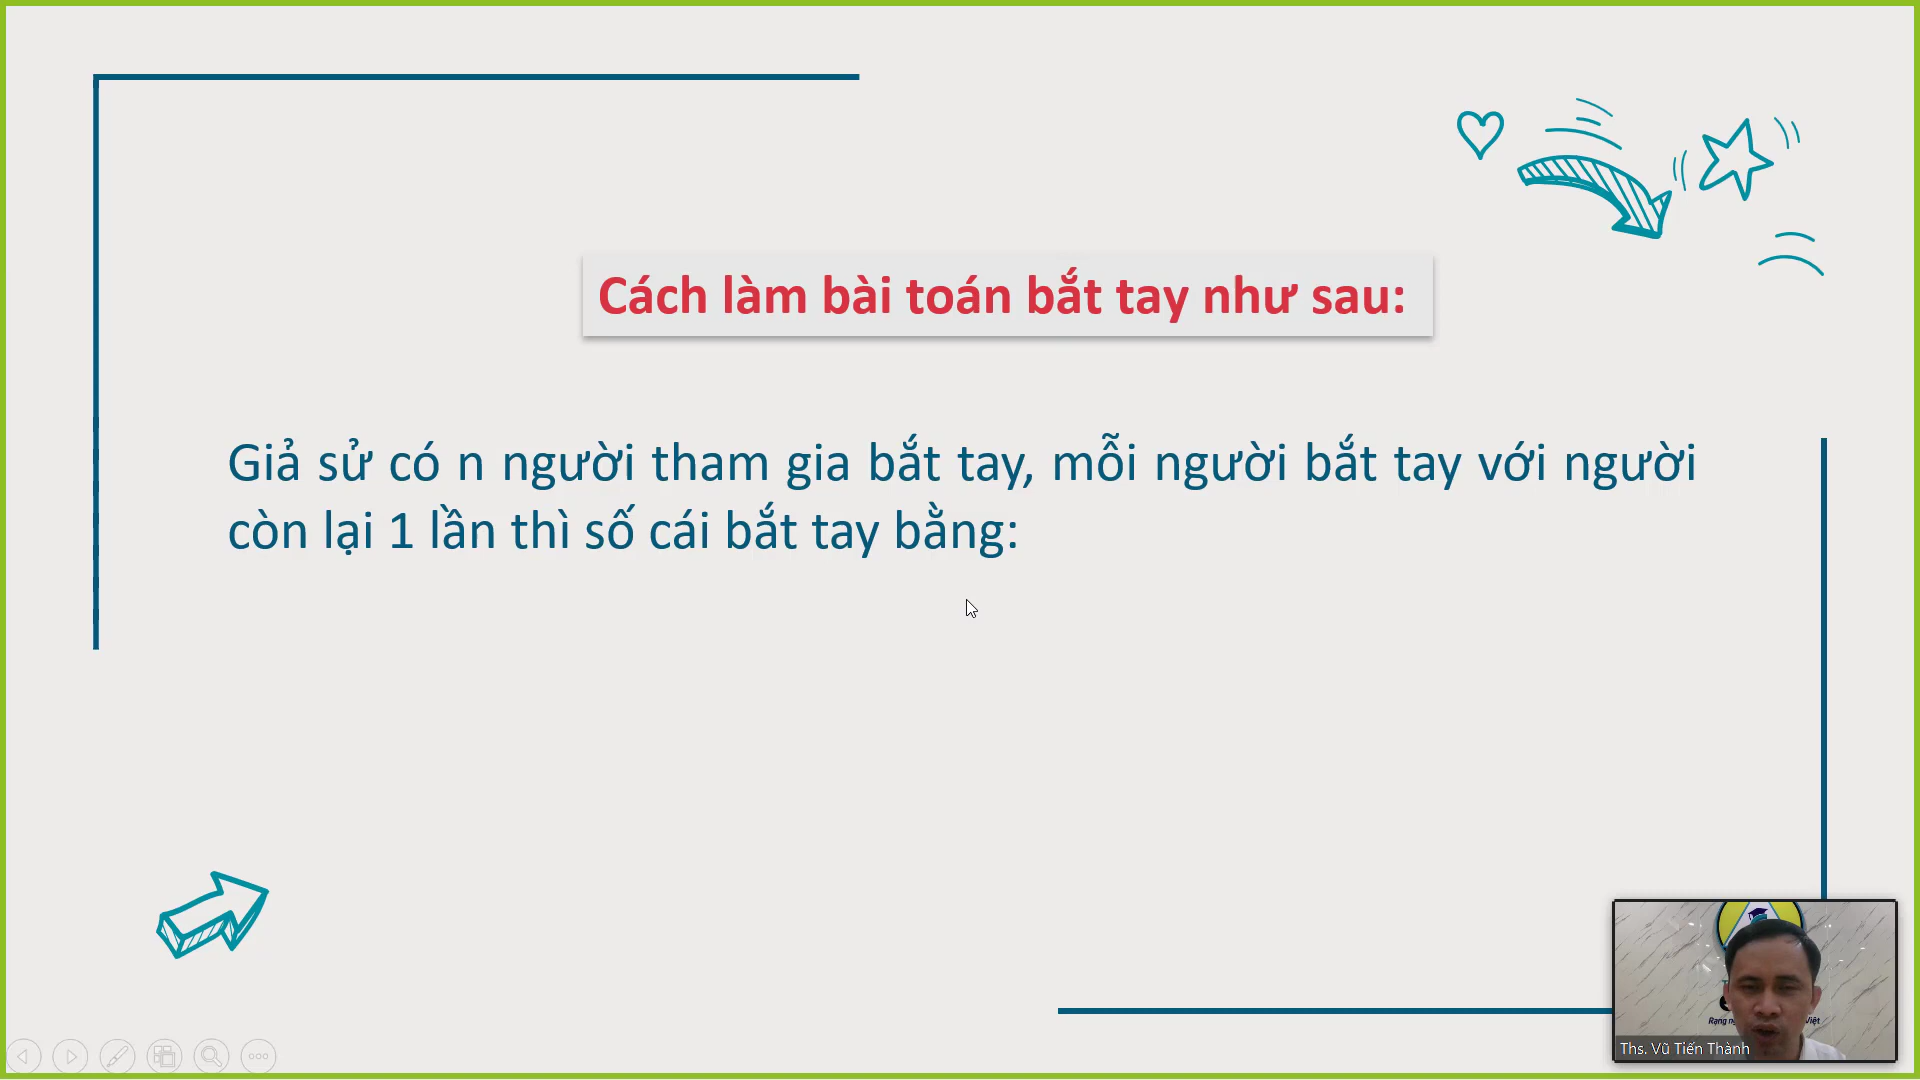 Cách làm bài toán bắt tay như sau:
Giả sử có n người tham gia bắt tay, mỗi người bắt tay với người
còn lại 1 lần thì số cái bắt tay bằng:
Ths. Vũ Tiến Thành